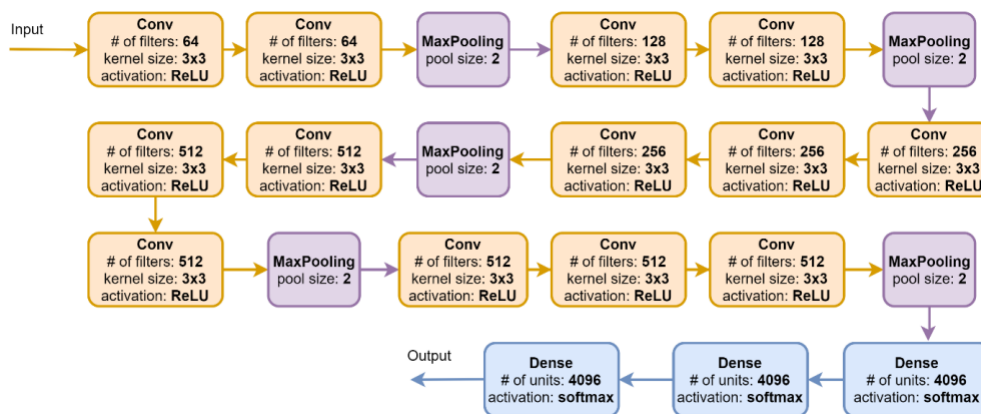 Input
Conv
# of filters: 64
kernel size: 3x3
activation: ReLU
Conv
# of filters: 64
kernel size: 3x3
activation: ReLU
MaxPooling
pool size: 2
Conv
# of filters: 128
kernel size: 3x3
activation: ReLU
Conv
# of filters: 128
kernel size: 3x3
activation: ReLU
MaxPooling
pool size: 2
Conv
# of filters: 256
kernel size: 3x3
activation: ReLU
Conv
# of filters: 256
kernel size: 3x3
activation: ReLU
Conv
# of filters: 256
kernel size: 3x3
activation: ReLU
MaxPooling
pool size: 2
Conv
# of filters: 512
kernel size: 3x3
activation: ReLU
Conv
# of filters: 512
kernel size: 3x3
activation: ReLU
Conv
# of filters: 512
kernel size: 3x3
activation: ReLU
MaxPooling
pool size: 2
Conv
# of filters: 512
kernel size: 3x3
activation: ReLU
Conv
# of filters: 512
kernel size: 3x3
activation: ReLU
Conv
# of filters: 512
kernel size: 3x3
activation: ReLU
MaxPooling
pool size: 2
Dense
# of units: 4096
activation: softmax
Dense
# of units: 4096
activation: softmax
Dense
# of units: 4096
activation: softmax
Output